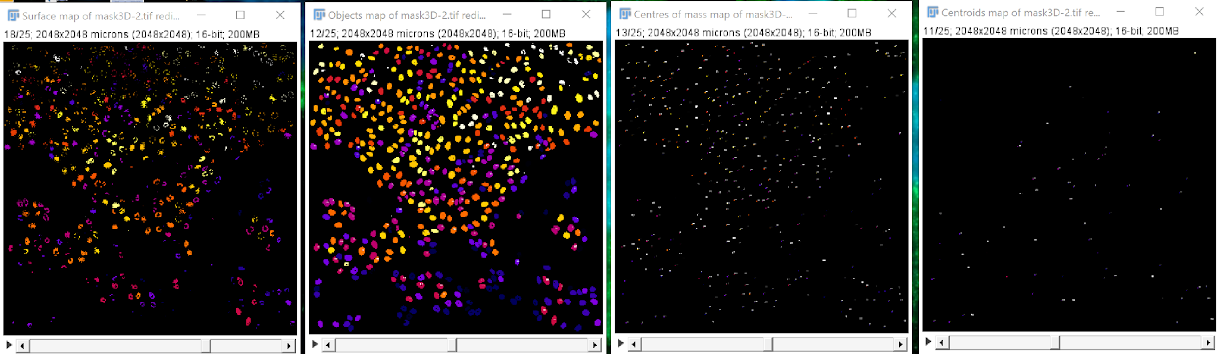 Surface map of mask3D-2.tif redi...
18/25; 2048x2048 microns (2048x2048); 16-bit; 200MB
Objects map of mask3D-2.tif redi...
12/25; 2048x2048 microns (2048x2048); 16-bit; 200MB
Centres of mass map of mask3D-...
13/25; 2048x2048 microns (2048x2048); 16-bit; 200MB
Centroids map of mask3D-2.tif re...
11/25; 2048x2048 microns (2048x2048); 16-bit; 200MB